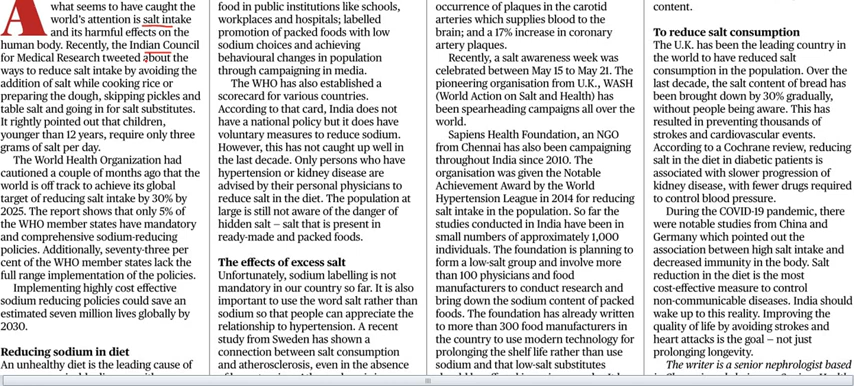 A
what seems to have caught the
world's attention is salt intake
and its harmful effects on the
human body. Recently, the Indian Council
for Medical Research tweeted about the
ways to reduce salt intake by avoiding the
addition of salt while cooking rice or
preparing the dough, skipping pickles and
table salt and going in for salt substitutes.
It rightly pointed out that children,
younger than 12 years, require only three
grams of salt per day.
The World Health Organization had
cautioned a couple of months ago that the
world is off track to achieve its global
target of reducing salt intake by 30% by
2025. The report shows that only 5% of
the WHO member states have mandatory
and comprehensive sodium-reducing
policies. Additionally, seventy-three per
cent of the WHO member states lack the
full range implementation of the policies.
Implementing highly cost effective
sodium reducing policies could save an
estimated seven million lives globally by
2030.
Reducing sodium in diet
An unhealthy diet is the leading cause of
food in public institutions like schools,
workplaces and hospitals; labelled
promotion of packed foods with low
sodium choices and achieving
behavioural changes in population
through campaigning in media.
The WHO has also established a
scorecard for various countries.
According to that card, India does not
have a national policy but it does have
voluntary measures to reduce sodium.
However, this has not caught up well in
the last decade. Only persons who have
hypertension or kidney disease are
advised by their personal physicians to
reduce salt in the diet. The population at
large is still not aware of the danger of
hidden salt – salt that is present in
ready-made and packed foods.
The effects of excess salt
Unfortunately, sodium labelling is not
mandatory in our country so far. It is also
important to use the word salt rather than
sodium so that people can appreciate the
relationship to hypertension. A recent
study from Sweden has shown a
connection between salt consumption
and atherosclerosis, even in the absence
occurrence of plaques in the carotid
arteries which supplies blood to the
brain; and a 17% increase in coronary
artery plaques.
Recently, a salt awareness week was
celebrated between May 15 to May 21. The
pioneering organisation from U.K., WASH
(World Action on Salt and Health) has
been spearheading campaigns all over the
world.
Sapiens Health Foundation, an NGO
from Chennai has also been campaigning
throughout India since 2010. The
organisation was given the Notable
Achievement Award by the World
Hypertension League in 2014 for reducing
salt intake in the population. So far the
studies conducted in India have been in
small numbers of approximately 1,000
individuals. The foundation is planning to
form a low-salt group and involve more
than 100 physicians and food
manufacturers to conduct research and
bring down the sodium content of packed
foods. The foundation has already written
to more than 300 food manufacturers in
the country to use modern technology for
prolonging the shelf life rather than use
sodium and that low-salt substitutes
content.
To reduce salt consumption
The U.K. has been the leading country in
the world to have reduced salt
consumption in the population. Over the
last decade, the salt content of bread has
been brought down by 30% gradually,
without people being aware. This has
resulted in preventing thousands of
strokes and cardiovascular events.
According to a Cochrane review, reducing
salt in the diet in diabetic patients is
associated with slower progression of
kidney disease, with fewer drugs required
to control blood pressure.
During the COVID-19 pandemic, there
were notable studies from China and
Germany which pointed out the
association between high salt intake and
decreased immunity in the body. Salt
reduction in the diet is the most
cost-effective measure to control
non-communicable diseases. India should
wake up to this reality. Improving the
quality of life by avoiding strokes and
heart attacks is the goal – not just
prolonging longevity.
The writer is a senior nephrologist based